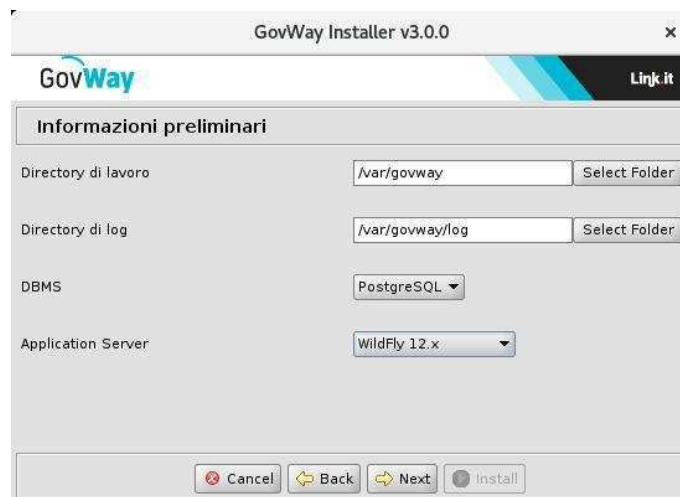 GovWay Installer v3.0.0
GovWay
Link.it
Informazioni preliminari
Directory di lavoro /var/govway Select Folder
Directory di log /var/govway/log Select Folder
DBMS PostgreSQL
Application Server WildFly 12.x
Cancel Back Next Install